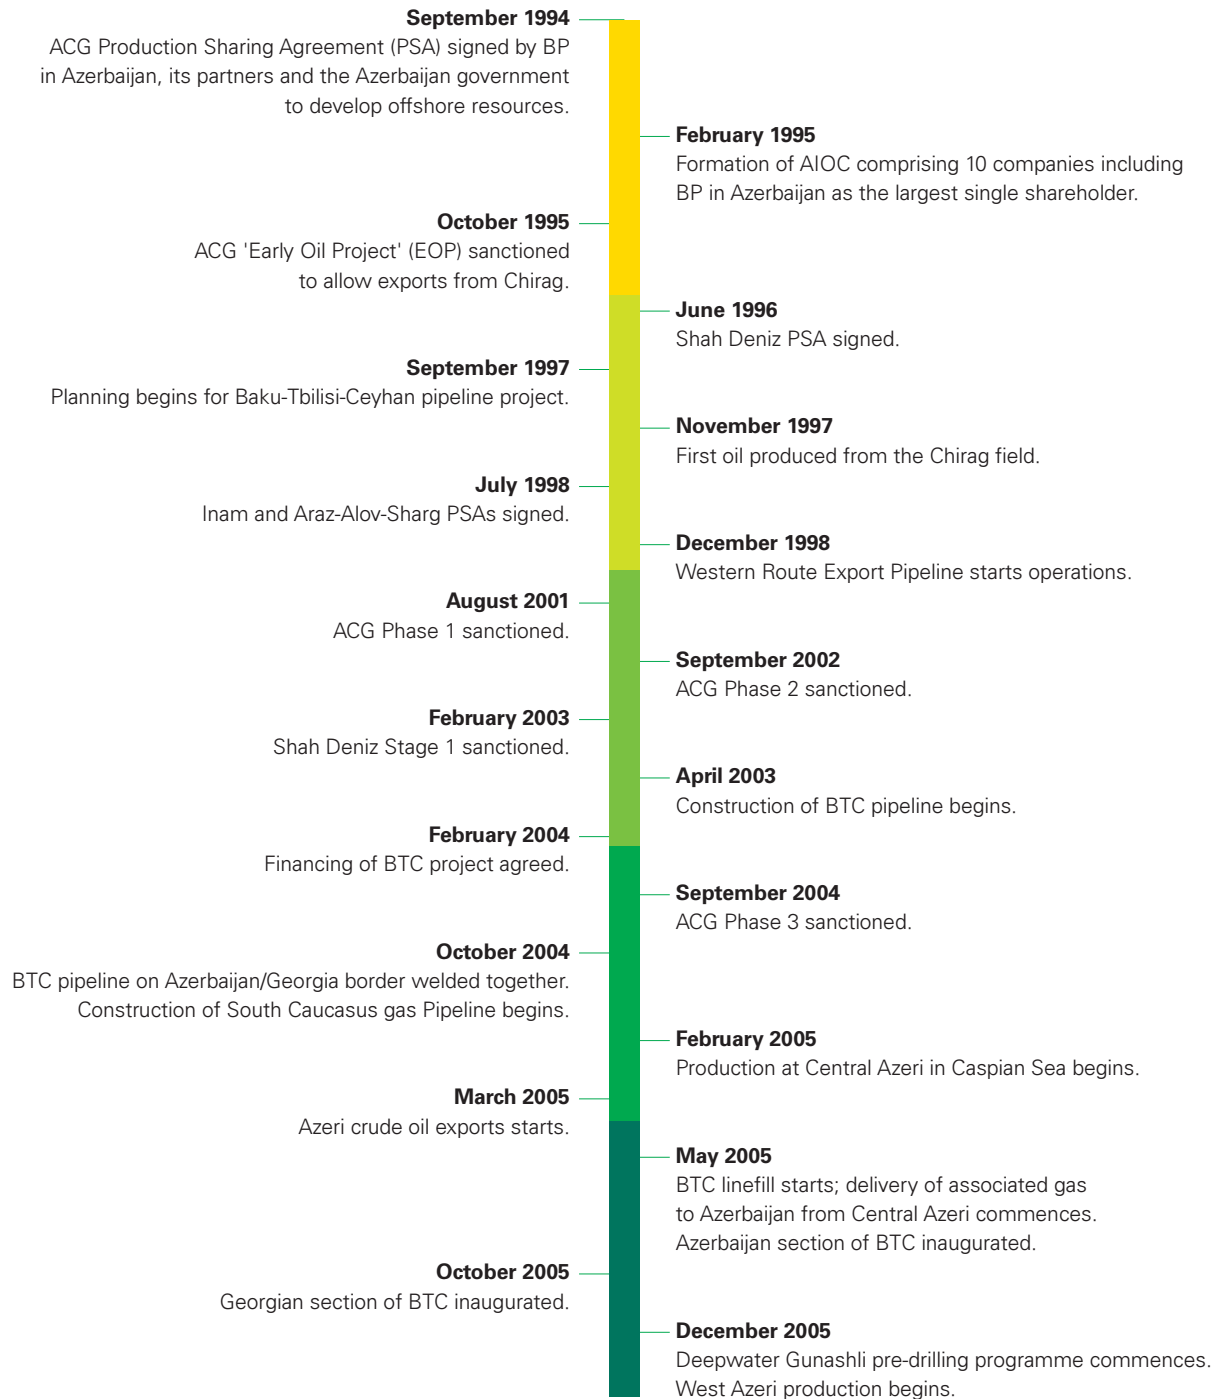 September 1994
ACG Production Sharing Agreement (PSA) signed by BP
in Azerbaijan, its partners and the Azerbaijan government
to develop offshore resources.
February 1995
Formation of AIOC comprising 10 companies including
BP in Azerbaijan as the largest single shareholder.
October 1995
ACG 'Early Oil Project' (EOP) sanctioned
to allow exports from Chirag.
June 1996
Shah Deniz PSA signed.
September 1997
Planning begins for Baku-Tbilisi-Ceyhan pipeline project.
November 1997
First oil produced from the Chirag field.
July 1998
Inam and Araz-Alov-Sharg PSAs signed.
December 1998
Western Route Export Pipeline starts operations.
August 2001
ACG Phase 1 sanctioned.
September 2002
ACG Phase 2 sanctioned.
February 2003
Shah Deniz Stage 1 sanctioned.
April 2003
Construction of BTC pipeline begins.
February 2004
Financing of BTC project agreed.
September 2004
ACG Phase 3 sanctioned.
October 2004
BTC pipeline on Azerbaijan/Georgia border welded together.
Construction of South Caucasus gas Pipeline begins.
February 2005
Production at Central Azeri in Caspian Sea begins.
March 2005
Azeri crude oil exports starts.
May 2005
BTC linefill starts; delivery of associated gas
to Azerbaijan from Central Azeri commences.
Azerbaijan section of BTC inaugurated.
October 2005
Georgian section of BTC inaugurated.
December 2005
Deepwater Gunashli pre-drilling programme commences.
West Azeri production begins.